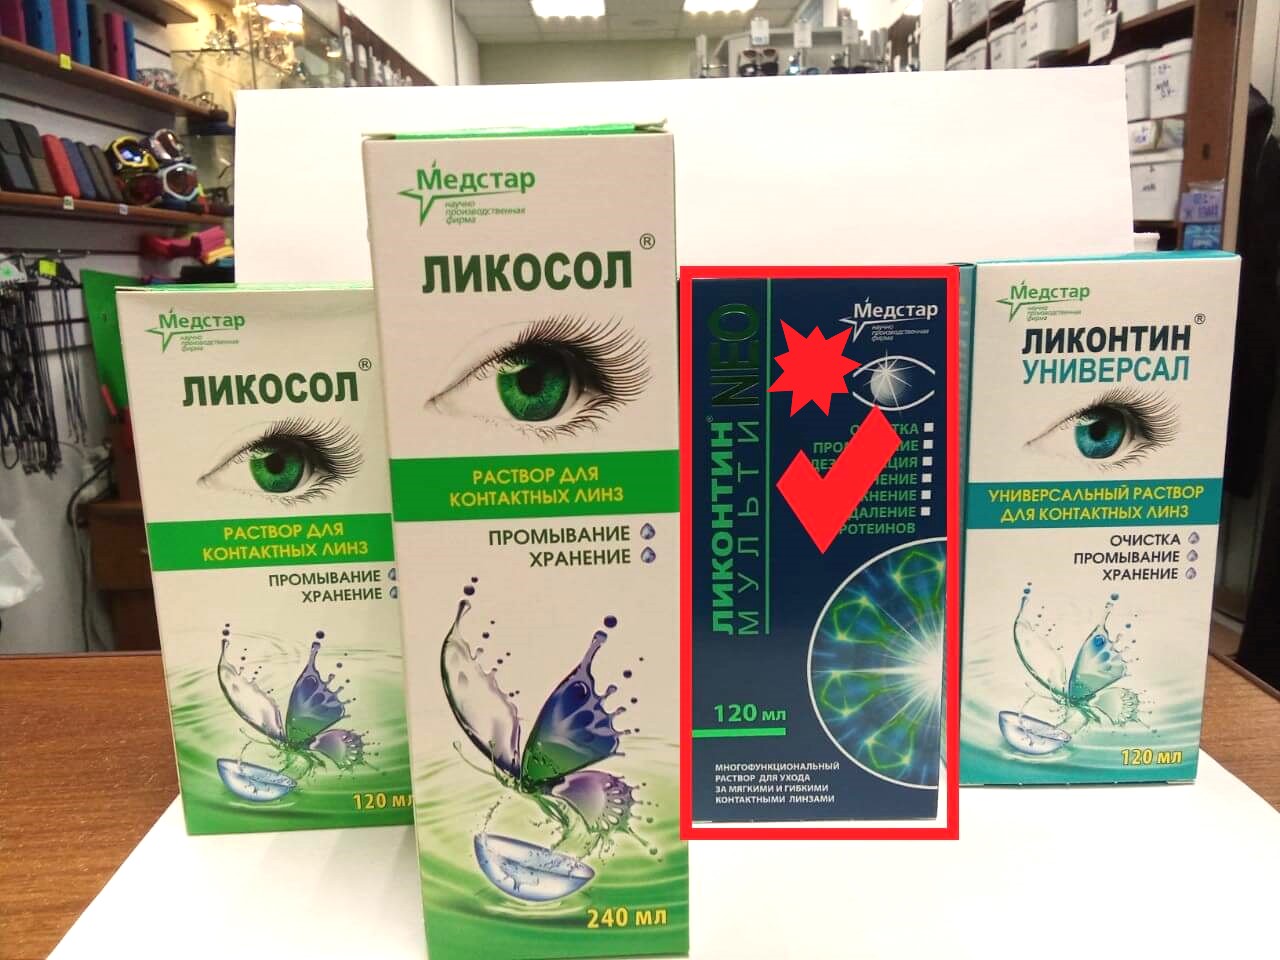 Медстар
научно
производственная
фирма
ЛИКОСОЛ®
РАСТВОР ДЛЯ
КОНТАКТНЫХ ЛИНЗ
ПРОМЫВАНИЕ
ХРАНЕНИЕ
120 мл
Медстар
научно
производственная
фирма
ЛИКОСОЛ®
РАСТВОР ДЛЯ
КОНТАКТНЫХ ЛИНЗ
ПРОМЫВАНИЕ
ХРАНЕНИЕ
240 мл
Медстар
научно
производственная
фирма
ЛИКОНТИН®
МУЛЬТИ NEO
120 мл
МНОГОФУНКЦИОНАЛЬНЫЙ
РАСТВОР ДЛЯ УХОДА
ЗА МЯГКИМИ И ГИБКИМИ
КОНТАКТНЫМИ ЛИНЗАМИ
Медстар
научно
производственная
фирма
ЛИКОНТИН®
УНИВЕРСАЛ
УНИВЕРСАЛЬНЫЙ РАСТВОР
ДЛЯ КОНТАКТНЫХ ЛИНЗ
ОЧИСТКА
ПРОМЫВАНИЕ
ХРАНЕНИЕ
120 мл